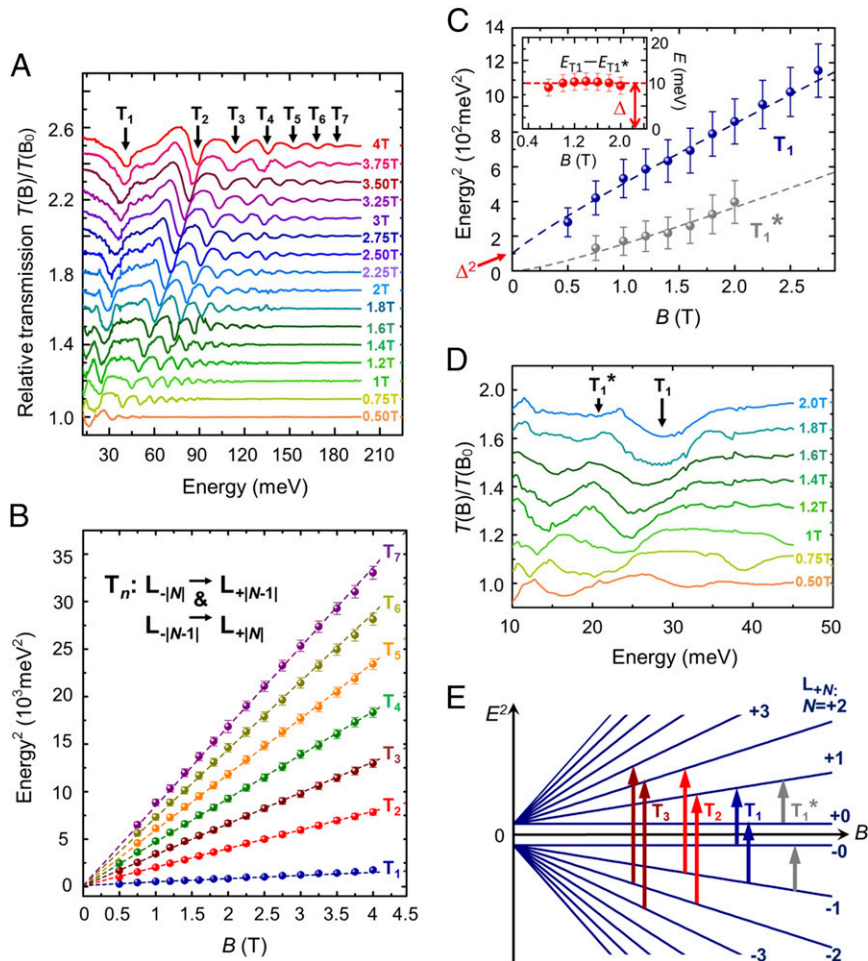 A
T₁ T₂ T₃ T₄ T₅ T₆ T₇
2.6
2.2
1.8
1.4
1.0
4T
3.75T
3.50T
3.25T
3T
2.75T
2.50T
2.25T
2T
1.8T
1.6T
1.4T
1.2T
1T
0.75T
0.50T
30 60 90 120 150 180 210
Energy (meV)
Relative transmission T(B)/T(B₀)
B
35
30
25
20
15
10
5
0
Tₙ: L₋|N| → L₊|N-1|
&
L₋|N-1| → L₊|N|
T₇
T₆
T₅
T₄
T₃
T₂
T₁
0 0.5 1.0 1.5 2.0 2.5 3.0 3.5 4.0 4.5
B (T)
Energy² (10³meV²)
C
14
12
10
8
6
4
2
0
Energy² (10²meV²)
E_T1—E_T1*
20
10
0
E (meV)
Δ
0.4 1.2 2.0
B (T)
T₁
T₁*
Δ²
0.5 1.0 1.5 2.0 2.5
B (T)
D
2.0
1.8
1.6
1.4
1.2
1.0
T(B)/T(B₀)
T₁* T₁
2.0T
1.8T
1.6T
1.4T
1.2T
1T
0.75T
0.50T
10 20 30 40 50
Energy (meV)
E
E²
L₊N:
N=+2
+3
+1
T₃ T₂ T₁ T₁*
+0
0
B
-0
-1
-3
-2